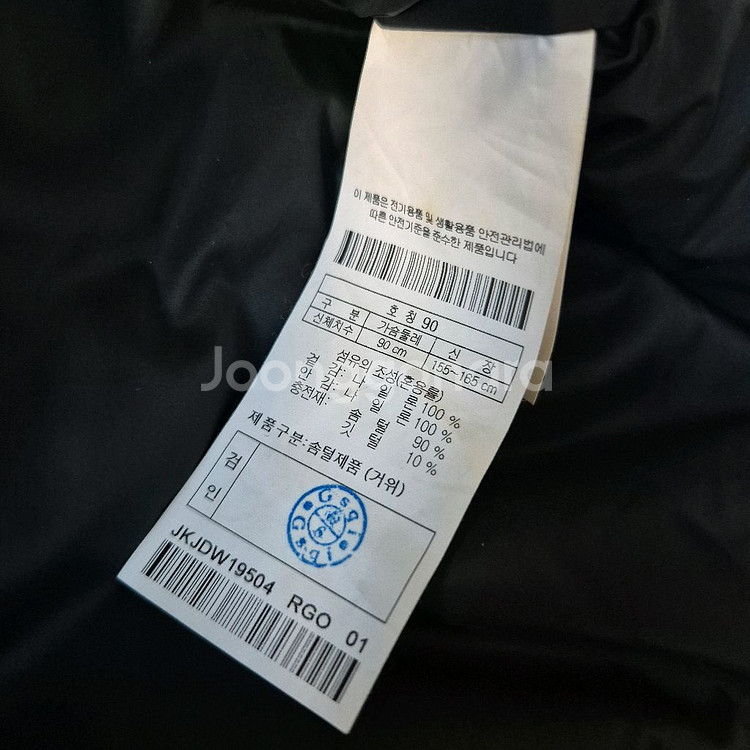 이 제품은 전기용품 및 생활용품 안전관리법에
따른 안전기준을 준수한 제품입니다
호칭 90
구 분 가슴둘레 신 장
신체치수 90 cm 156~165 cm
섬유의 조성(혼용률)
겉 감: 나 일 론 100 %
안 감: 나 일 론 100 %
충전재: 솜 털 90 %
깃 털 10 %
제품구분:솜털제품 (거위)
검
인
Gsqi
Gsqi
JKJDW19504 RGO 01
Joonggonara